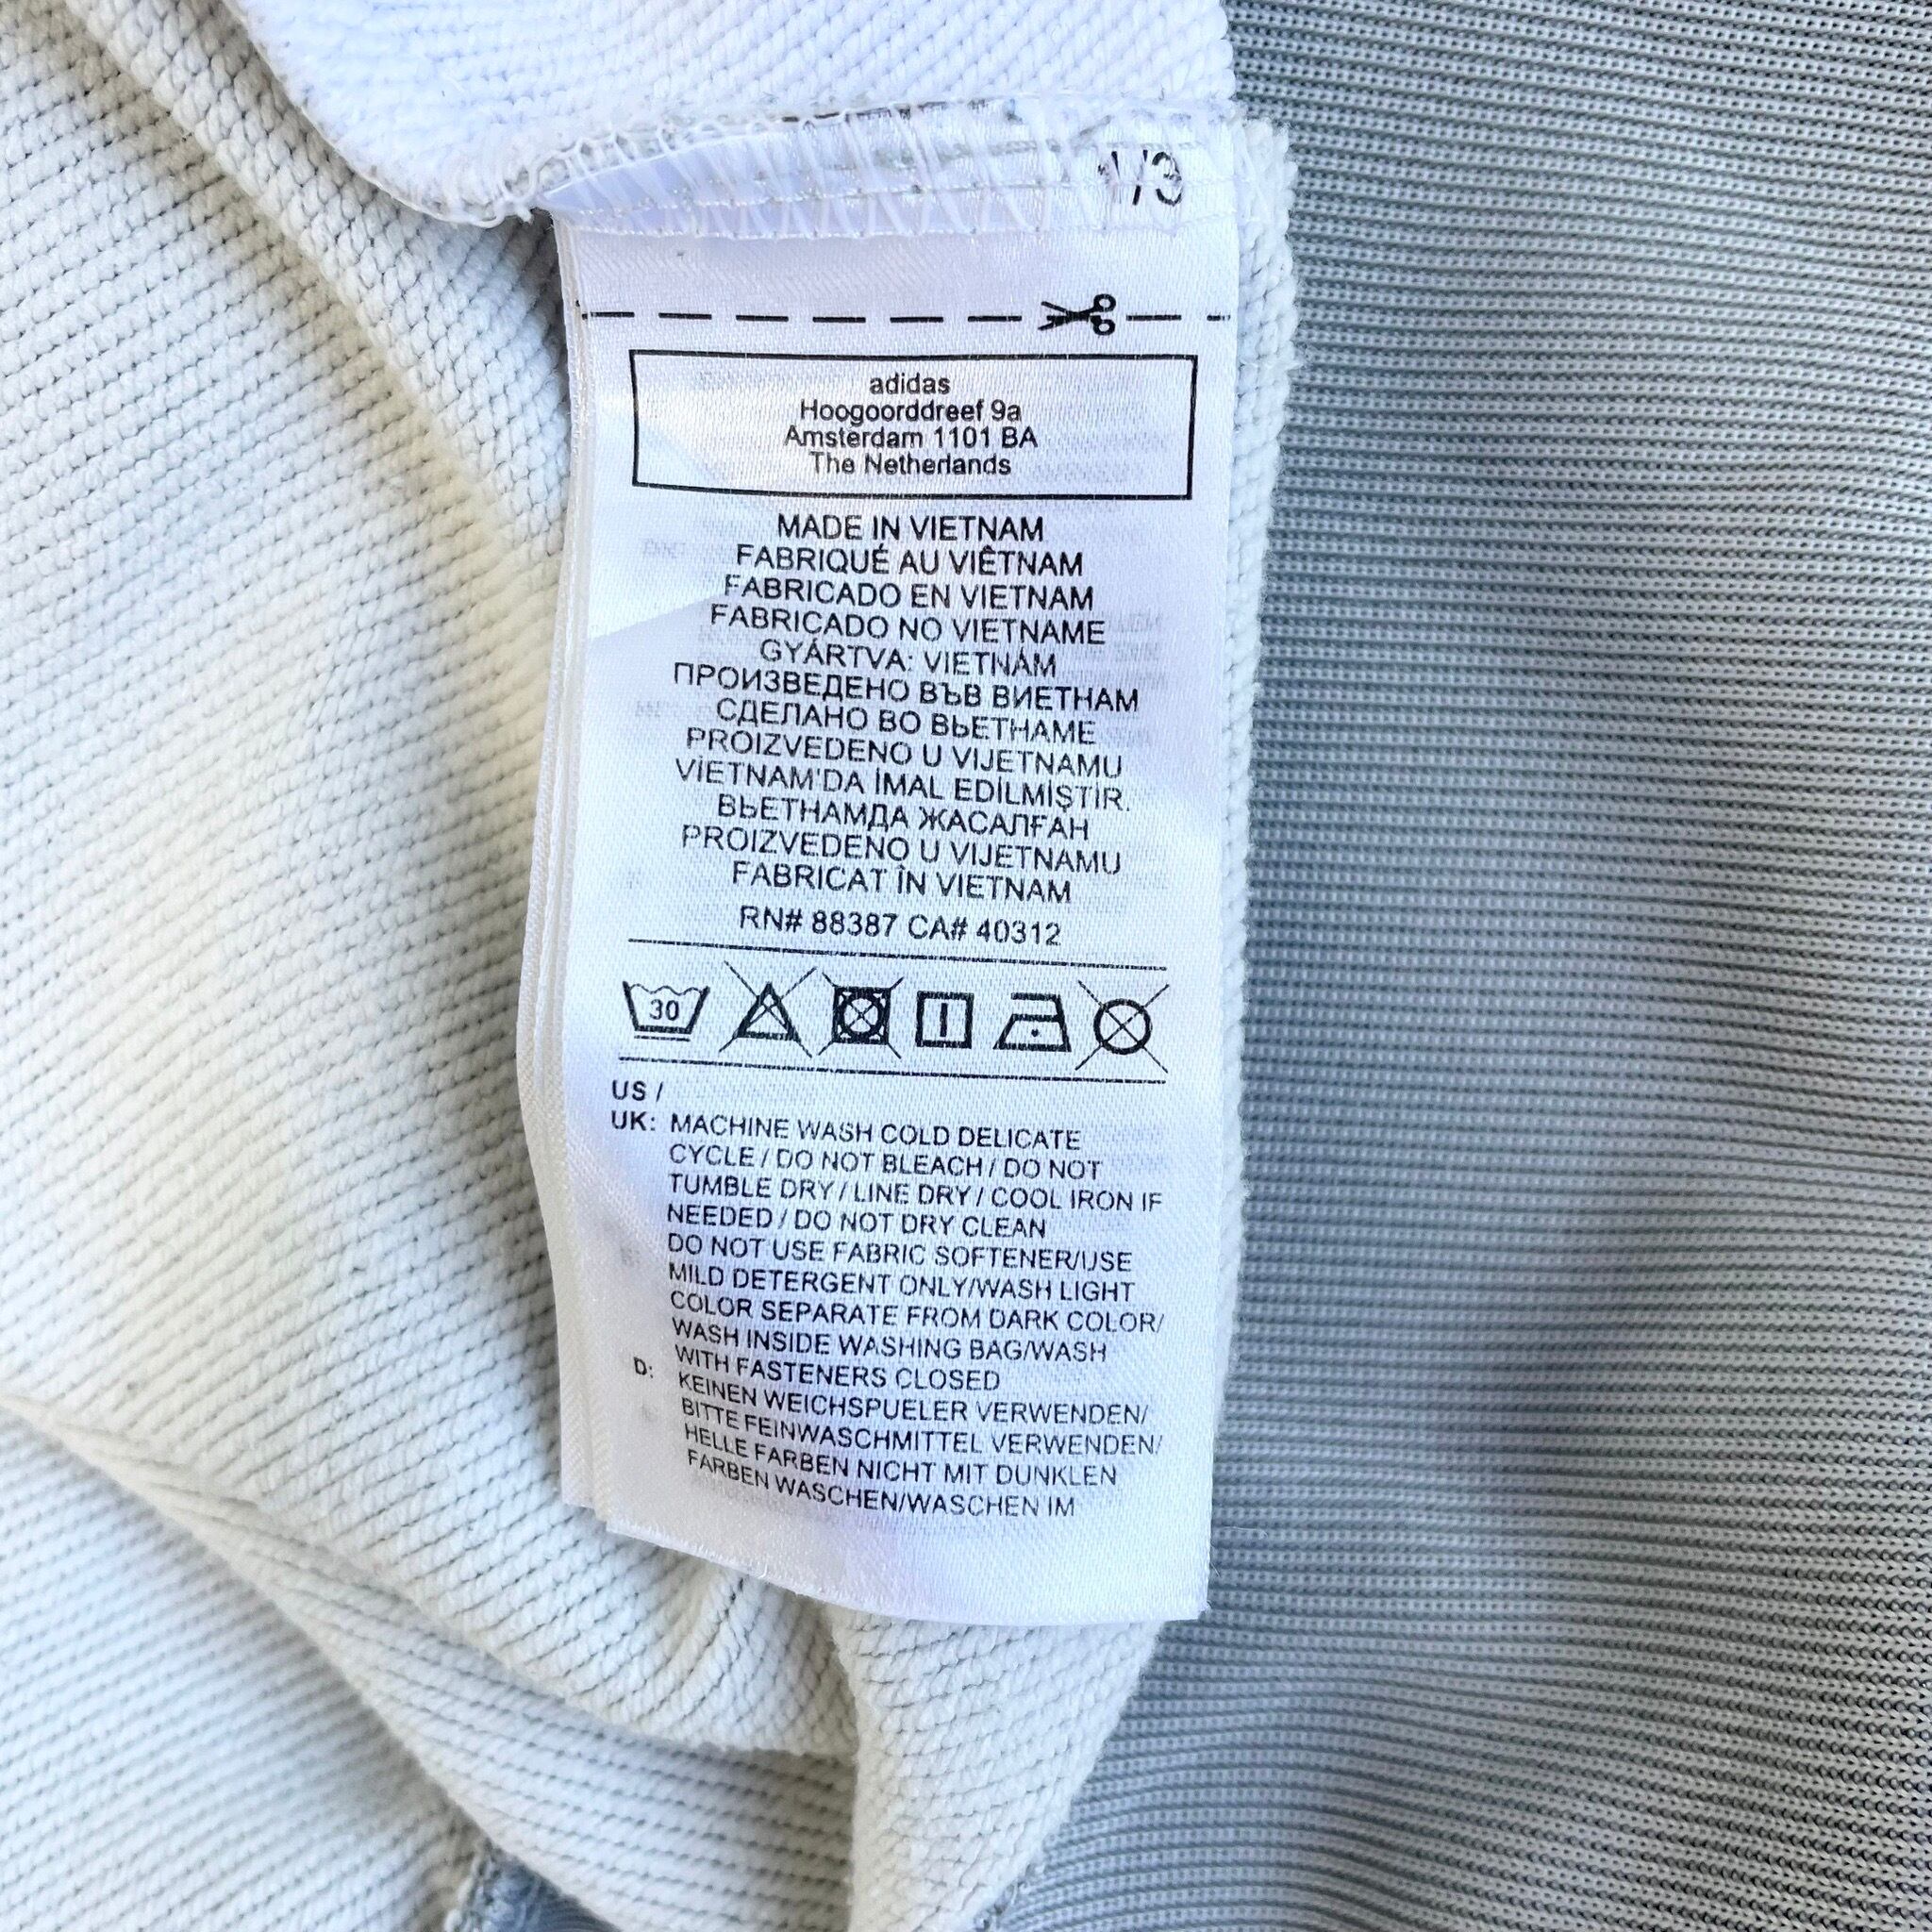 1/3
adidas
Hoogoorddreef 9a
Amsterdam 1101 BA
The Netherlands
MADE IN VIETNAM
FABRIQUÉ AU VIÊTNAM
FABRICADO EN VIETNAM
FABRICADO NO VIETNAME
GYÁRTVA: VIETNÁM
ПРОИЗВЕДЕНО ВЪВ ВИЕТНАМ
СДЕЛАНО ВО ВЬЕТНАМЕ
PROIZVEDENO U VIJETNAMU
VİETNAM'DA İMAL EDİLMİŞTİR.
ВЬЕТНАМДА ЖАСАЛҒАН
PROIZVEDENO U VIJETNAMU
FABRICAT ÎN VIETNAM
RN# 88387 CA# 40312
30
US /
UK: MACHINE WASH COLD DELICATE
CYCLE / DO NOT BLEACH / DO NOT
TUMBLE DRY / LINE DRY / COOL IRON IF
NEEDED / DO NOT DRY CLEAN
DO NOT USE FABRIC SOFTENER/USE
MILD DETERGENT ONLY/WASH LIGHT
COLOR SEPARATE FROM DARK COLOR/
WASH INSIDE WASHING BAG/WASH
WITH FASTENERS CLOSED
D: KEINEN WEICHSPUELER VERWENDEN/
BITTE FEINWASCHMITTEL VERWENDEN/
HELLE FARBEN NICHT MIT DUNKLEN
FARBEN WASCHEN/WASCHEN IM